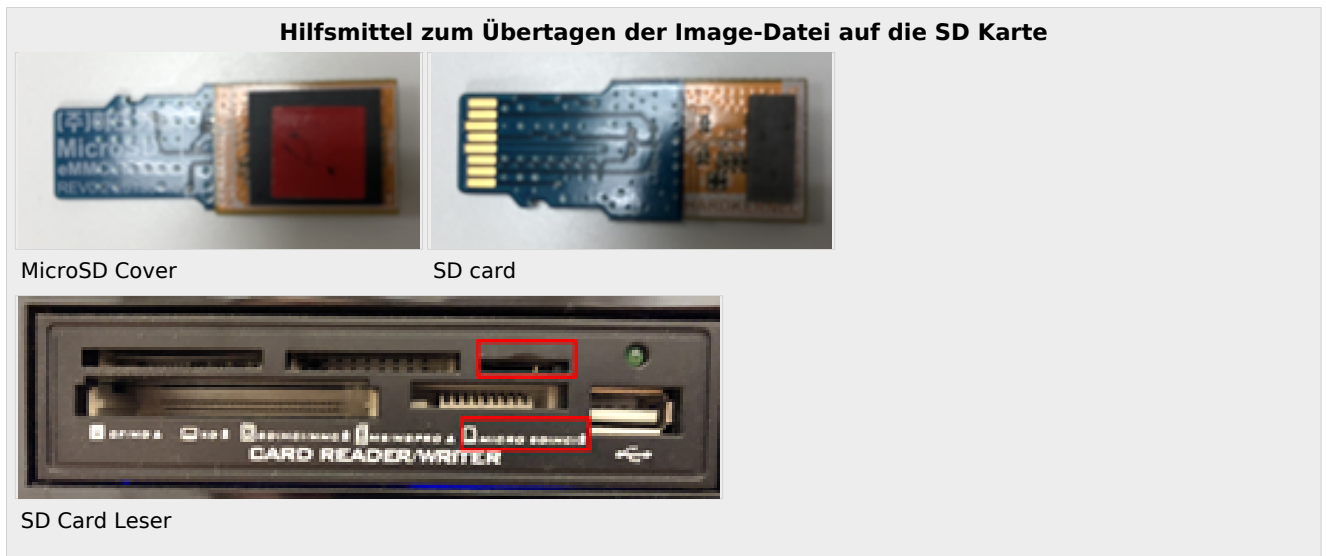 Hilfsmittel zum Übertagen der Image-Datei auf die SD Karte
MicroSD
eMMC
HARDKERNEL
MicroSD Cover
SD card
CARD READER/WRITER
SD Card Leser